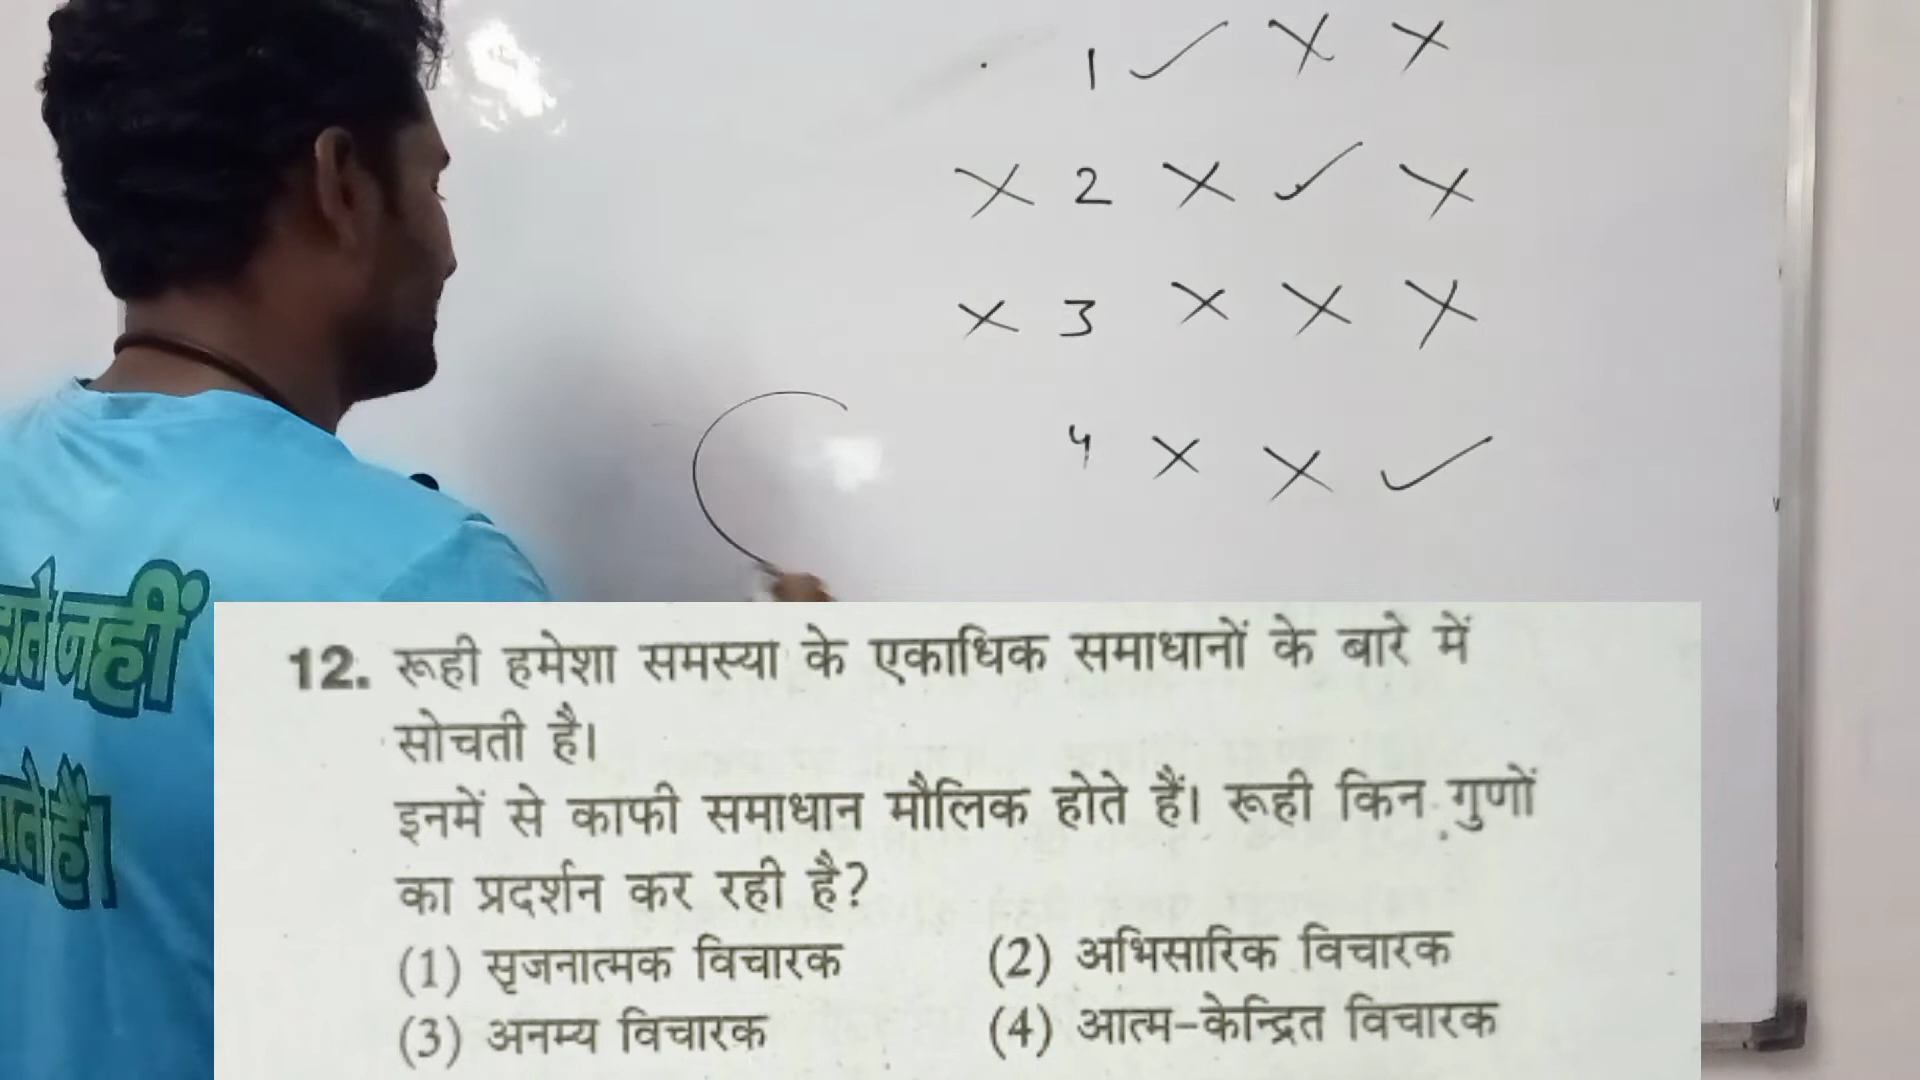 1 ✓ X X
X 2 X ✓ X
X 3 X X X
4 X X ✓
नहीं
हैं।
12. रूही हमेशा समस्या के एकाधिक समाधानों के बारे में
सोचती है।
इनमें से काफी समाधान मौलिक होते हैं। रूही किन गुणों
का प्रदर्शन कर रही है?
(1) सृजनात्मक विचारक (2) अभिसारिक विचारक
(3) अनम्य विचारक (4) आत्म-केन्द्रित विचारक